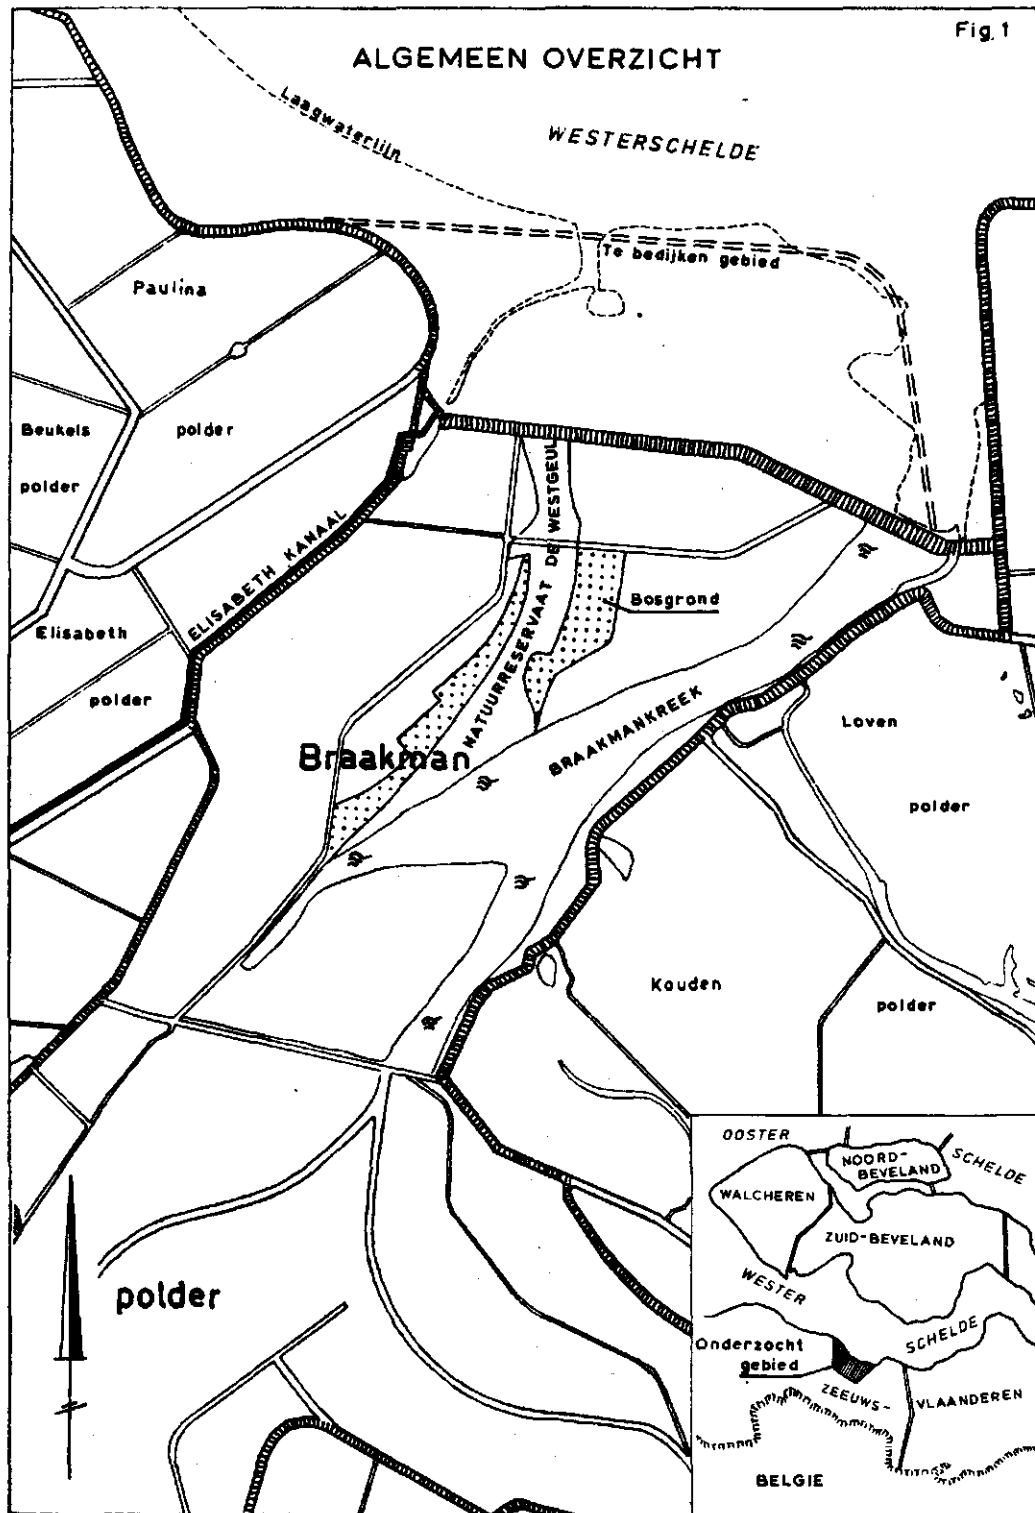 Fig. 1
ALGEMEEN OVERZICHT
Laagwaterlijn
WESTERSCHELDE
Te bedijken gebied
Paulina
polder
Beukels
polder
ELISABETH KANAAL
NATUURRESERVAAT DE WESTGEUL
Bosgrond
Elisabeth
polder
Braakman
BRAAKMANKREEK
Loven
polder
Kouden
polder
polder
OOSTER
SCHELDE
NOORD-
BEVELAND
WALCHEREN
ZUID-BEVELAND
WESTER
SCHELDE
Onderzocht
gebied
ZEEUWS-
VLAANDEREN
BELGIE